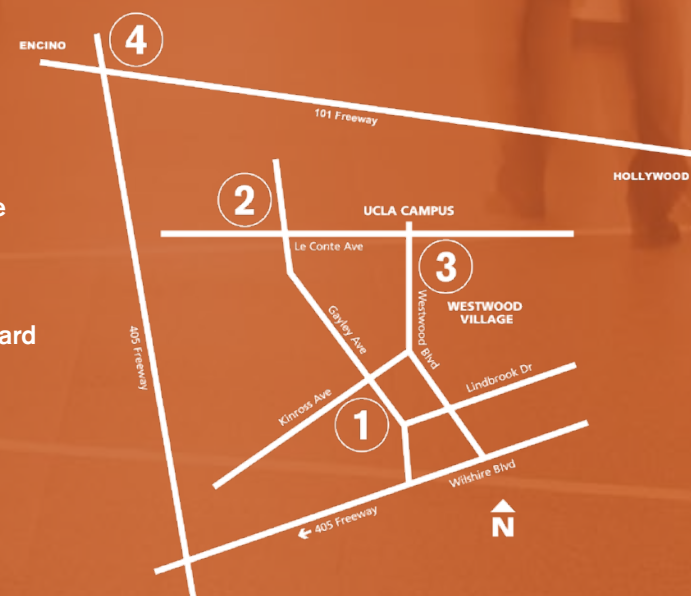 4
ENCINO
101 Freeway
HOLLYWOOD
e
2
UCLA CAMPUS
Le Conte Ave
3
WESTWOOD
VILLAGE
Westwood Blvd
ard
405 Freeway
Gayley Ave
Lindbrook Dr
Kinross Ave
1
Wilshire Blvd
← 405 Freeway
N